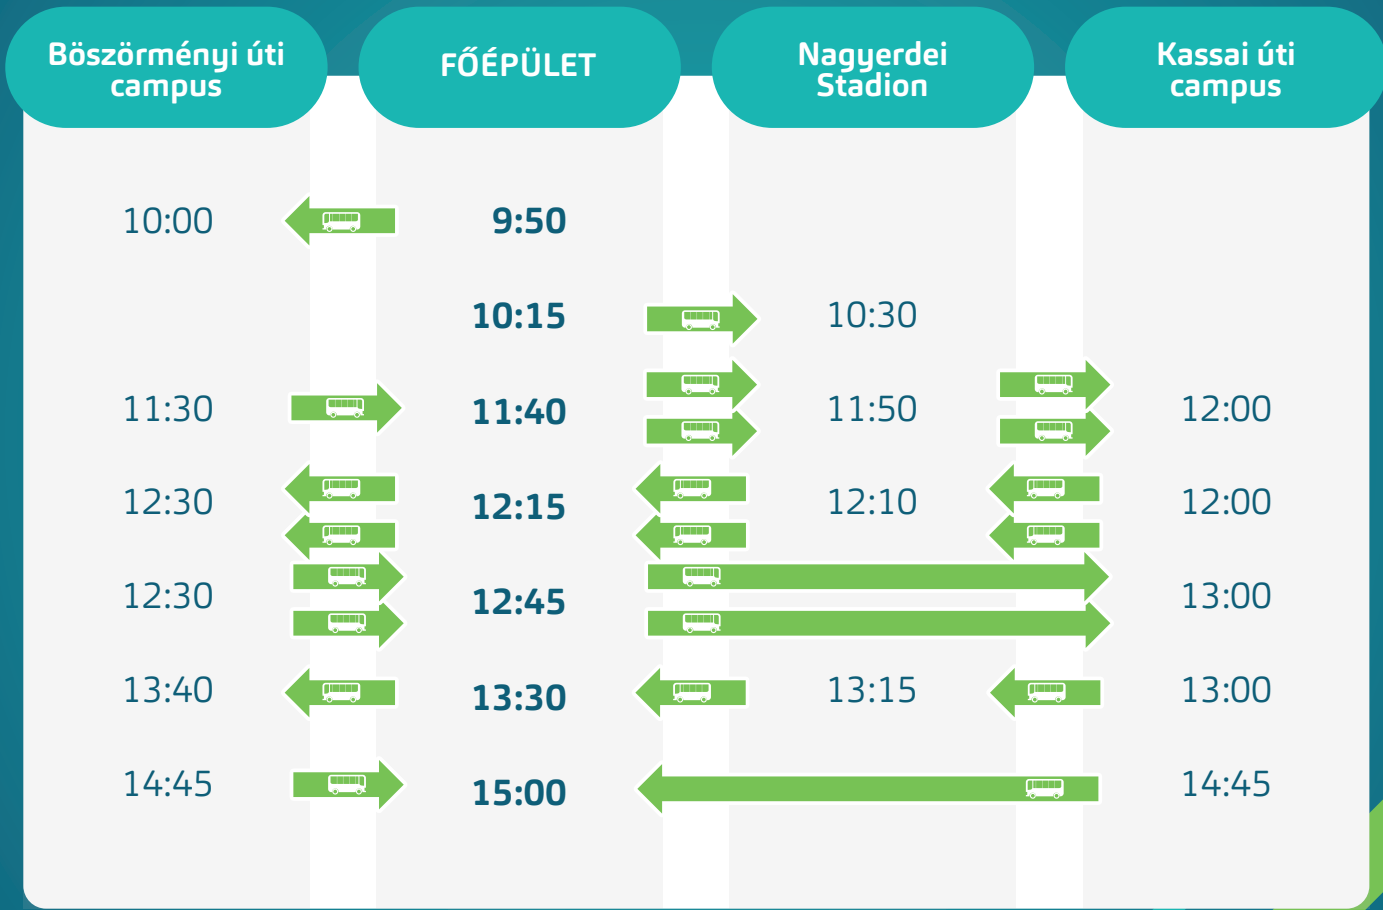 Böszörményi úti
campus
FŐÉPÜLET
Nagyerdei
Stadion
Kassai úti
campus
10:00 9:50
10:15 10:30
11:30 11:40 11:50 12:00
12:30 12:15 12:10 12:00
12:30 12:45 13:00
13:40 13:30 13:15 13:00
14:45 15:00 14:45